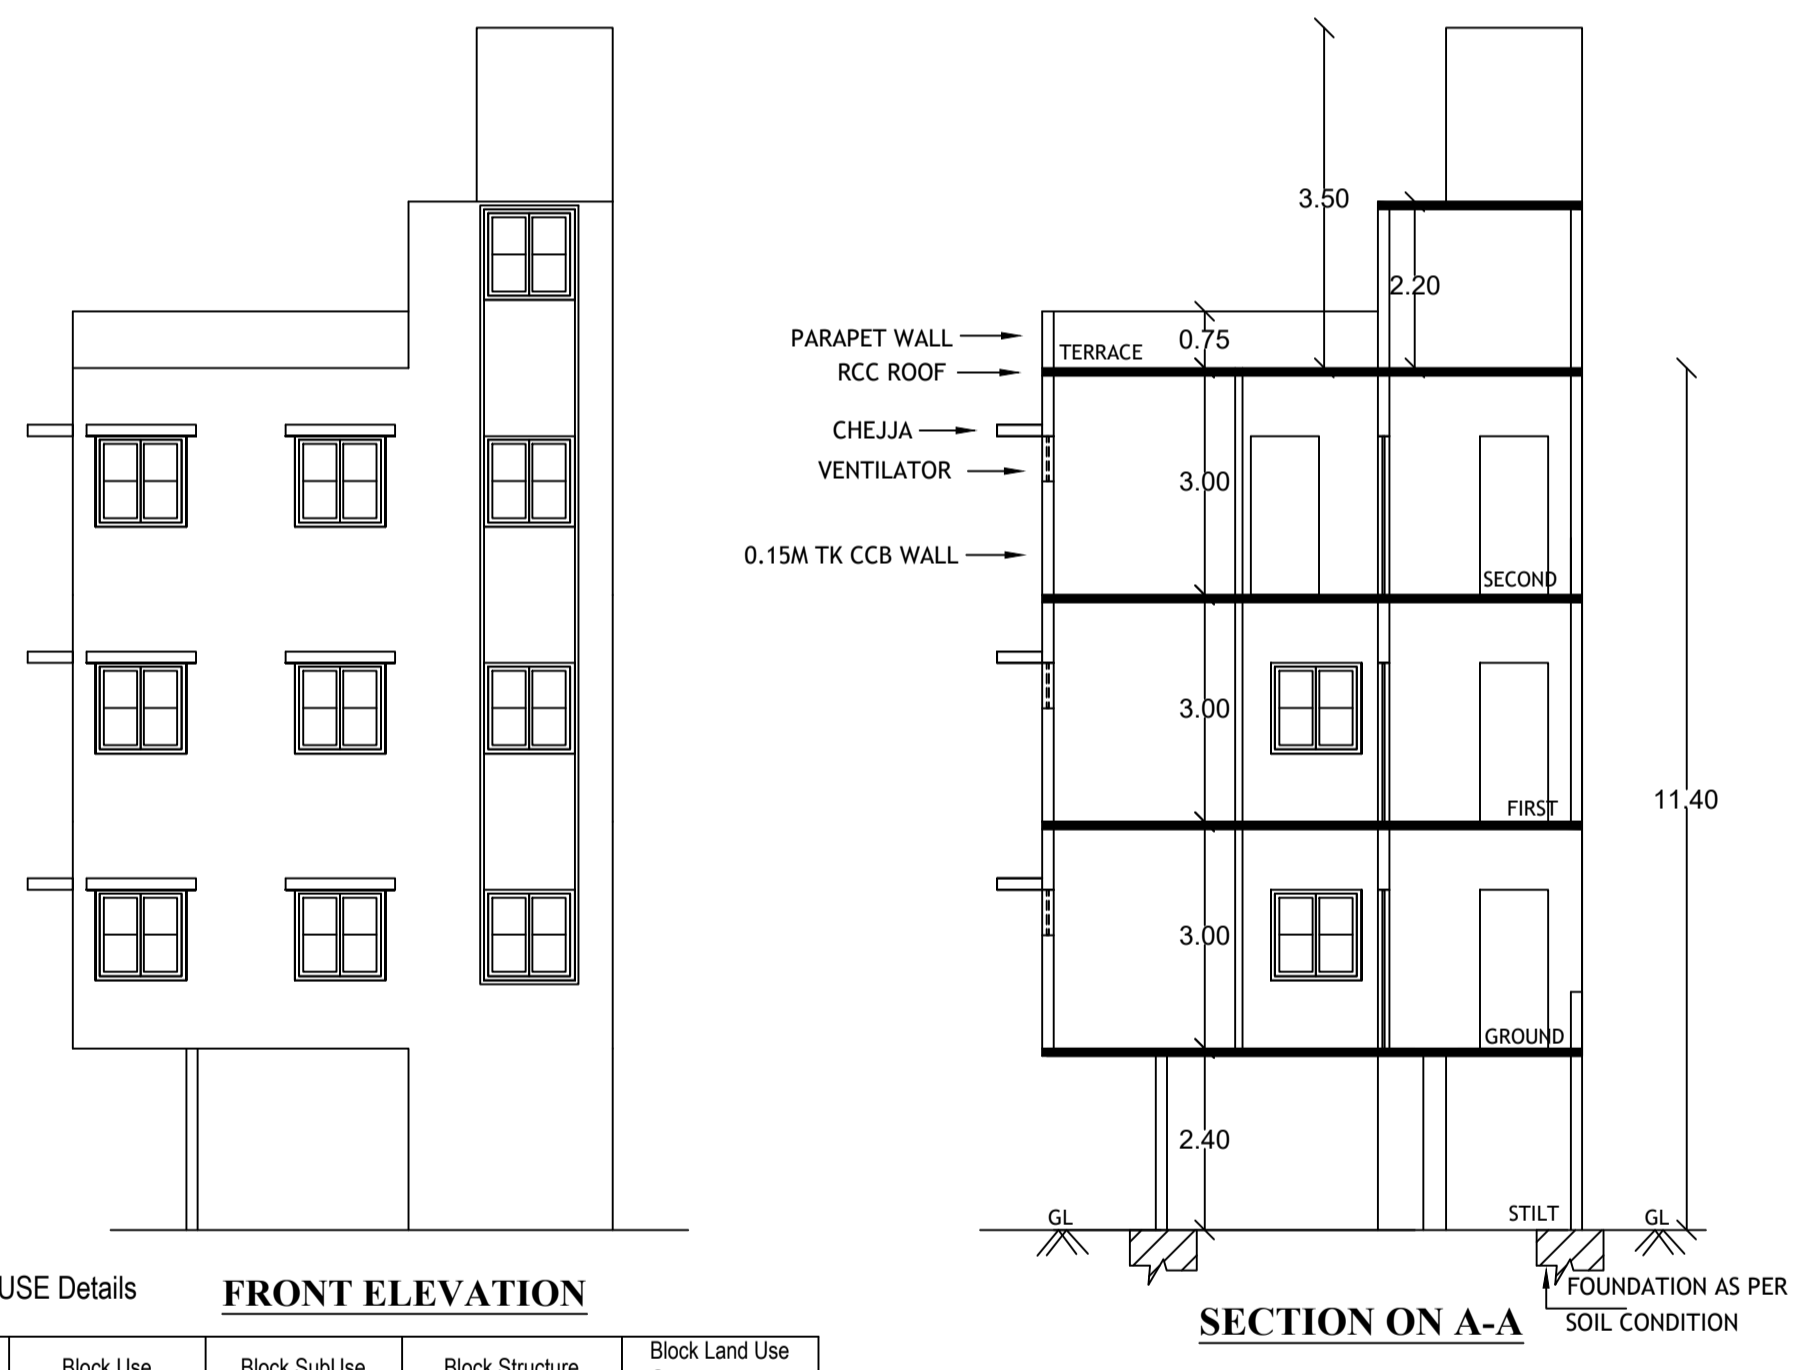 3.50
2.20
PARAPET WALL
0.75
TERRACE
RCC ROOF
CHEJJA
VENTILATOR
3.00
0.15M TK CCB WALL
SECOND
3.00
11.40
FIRST
3.00
GROUND
2.40
STILT
GL
GL
USE Details
FRONT ELEVATION
SECTION ON A-A
FOUNDATION AS PER
SOIL CONDITION
Block Use
Block SubUse
Block Structure
Block Land Use